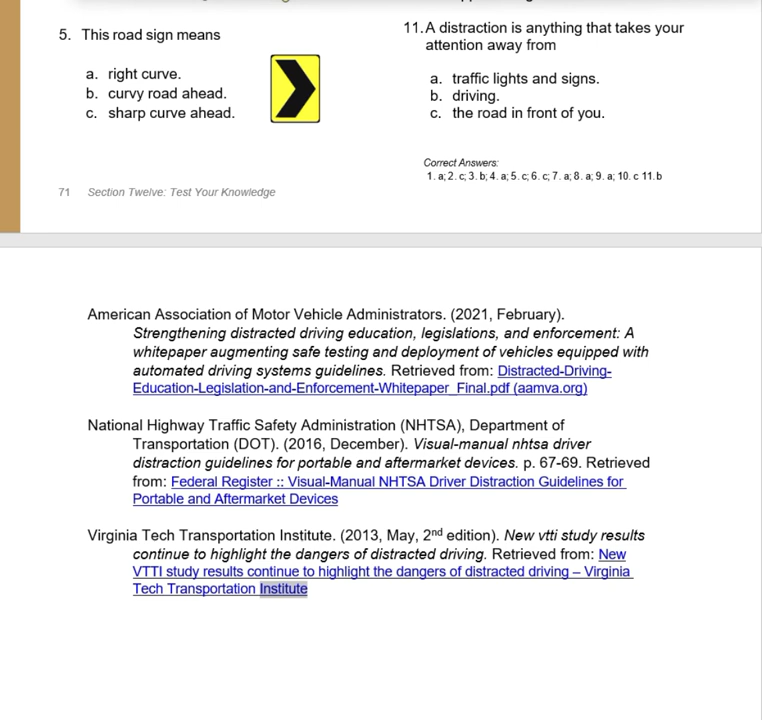 5. This road sign means
a. right curve.
b. curvy road ahead.
c. sharp curve ahead.
11. A distraction is anything that takes your
attention away from
a. traffic lights and signs.
b. driving.
c. the road in front of you.
Correct Answers:
1. a; 2. c; 3. b; 4. a; 5. c; 6. c; 7. a; 8. a; 9. a; 10. c 11.b
71 Section Twelve: Test Your Knowledge
American Association of Motor Vehicle Administrators. (2021, February).
Strengthening distracted driving education, legislations, and enforcement: A
whitepaper augmenting safe testing and deployment of vehicles equipped with
automated driving systems guidelines. Retrieved from: Distracted-Driving-
Education-Legislation-and-Enforcement-Whitepaper_Final.pdf (aamva.org)
National Highway Traffic Safety Administration (NHTSA), Department of
Transportation (DOT). (2016, December). Visual-manual nhtsa driver
distraction guidelines for portable and aftermarket devices. p. 67-69. Retrieved
from: Federal Register :: Visual-Manual NHTSA Driver Distraction Guidelines for
Portable and Aftermarket Devices
Virginia Tech Transportation Institute. (2013, May, 2nd edition). New vtti study results
continue to highlight the dangers of distracted driving. Retrieved from: New
VTTI study results continue to highlight the dangers of distracted driving – Virginia
Tech Transportation Institute